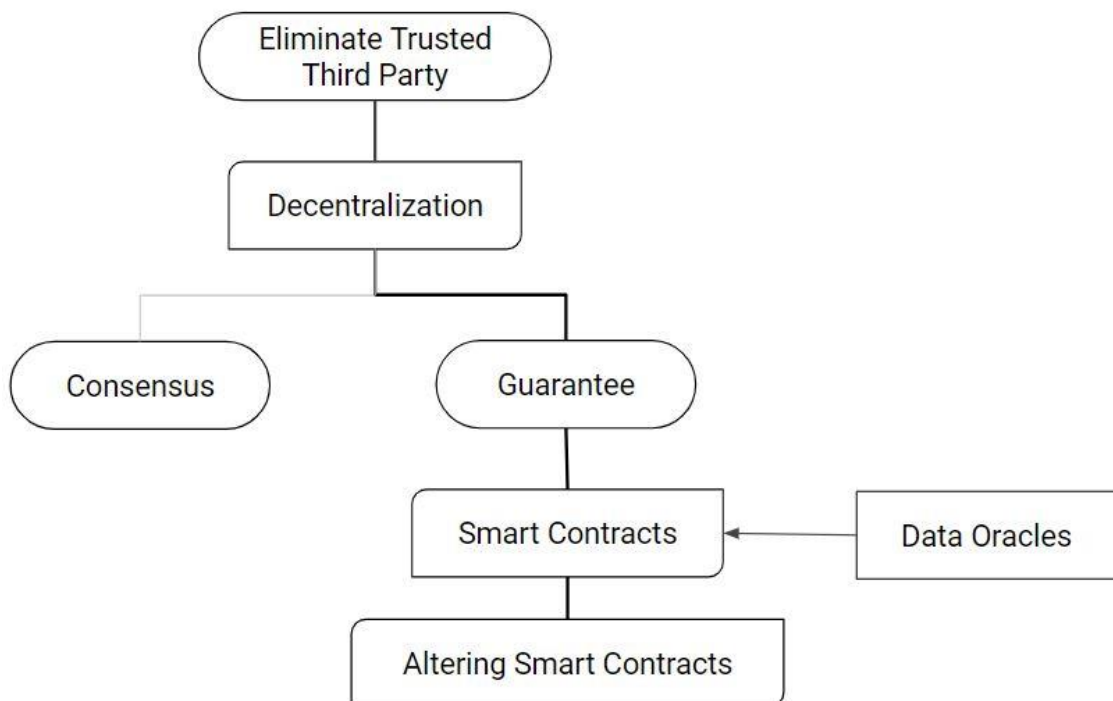 Eliminate Trusted
Third Party
Decentralization
Consensus
Guarantee
Smart Contracts
Data Oracles
Altering Smart Contracts